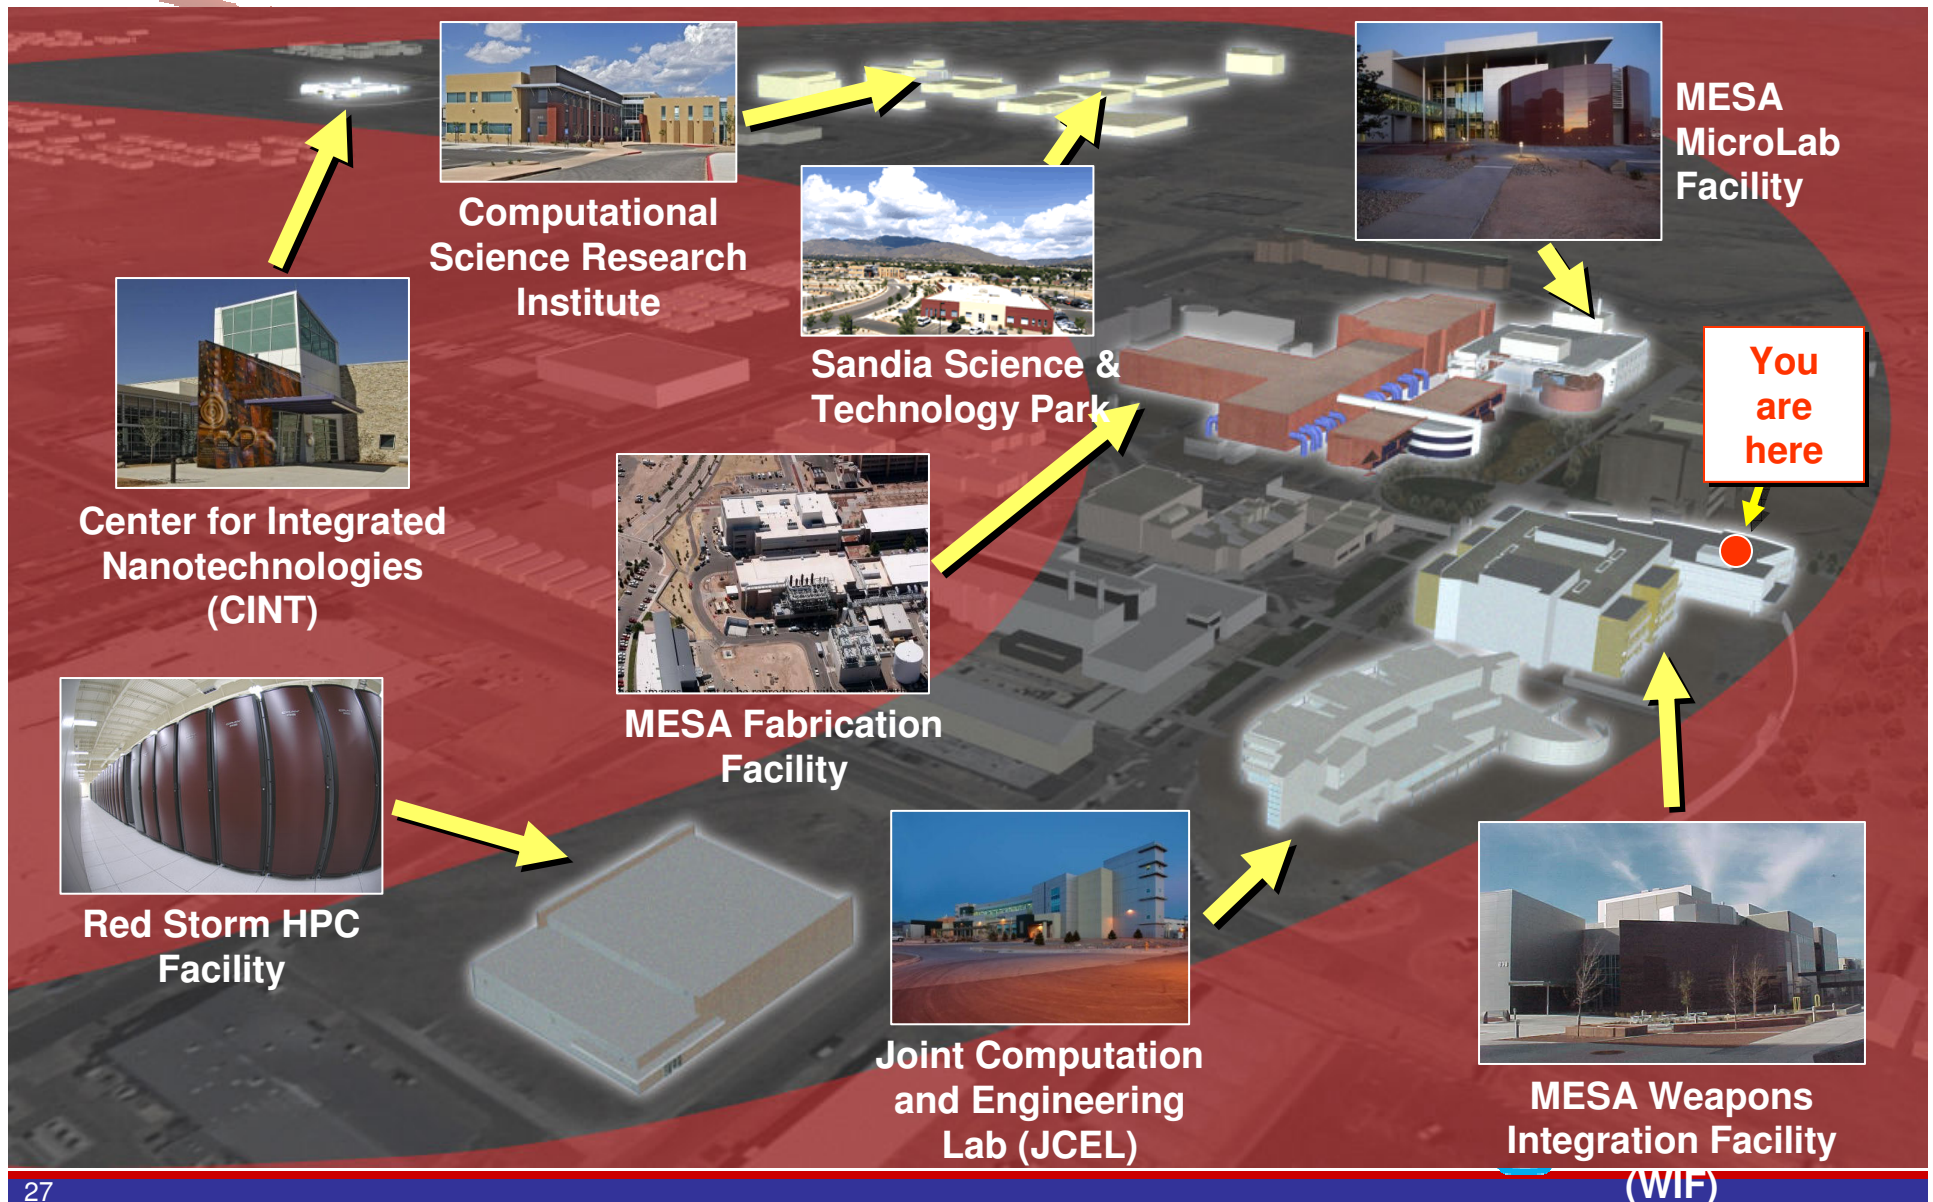 MESA
MicroLab
Facility
Computational
Science Research
Institute
Sandia Science &
Technology Park
You
are
here
Center for Integrated
Nanotechnologies
(CINT)
MESA Fabrication
Facility
Red Storm HPC
Facility
Joint Computation
and Engineering
Lab (JCEL)
MESA Weapons
Integration Facility
(WIF)
27